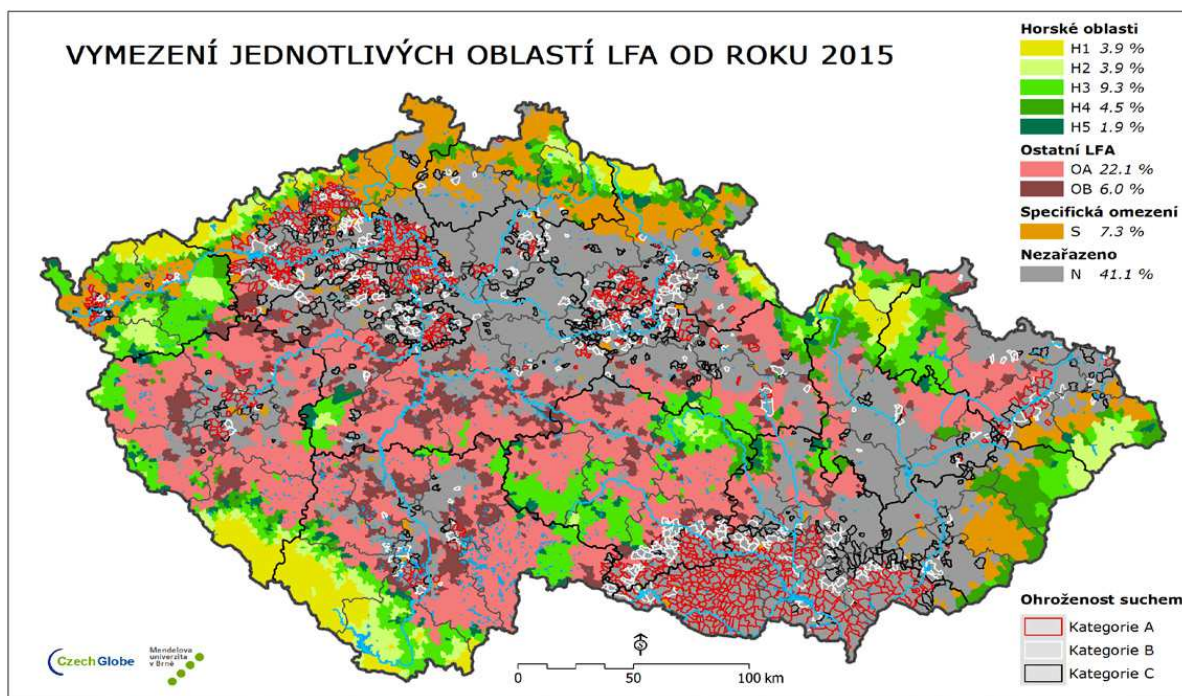 VYMEZENÍ JEDNOTLIVÝCH OBLASTÍ LFA OD ROKU 2015
Horské oblasti
H1 3.9 %
H2 3.9 %
H3 9.3 %
H4 4.5 %
H5 1.9 %
Ostatní LFA
OA 22.1 %
OB 6.0 %
Specifická omezení
S 7.3 %
Nezařazeno
N 41.1 %
Ohroženost suchem
Kategorie A
Kategorie B
Kategorie C
CzechGlobe
Mendelova
univerzita
v Brně
0 50 100 km